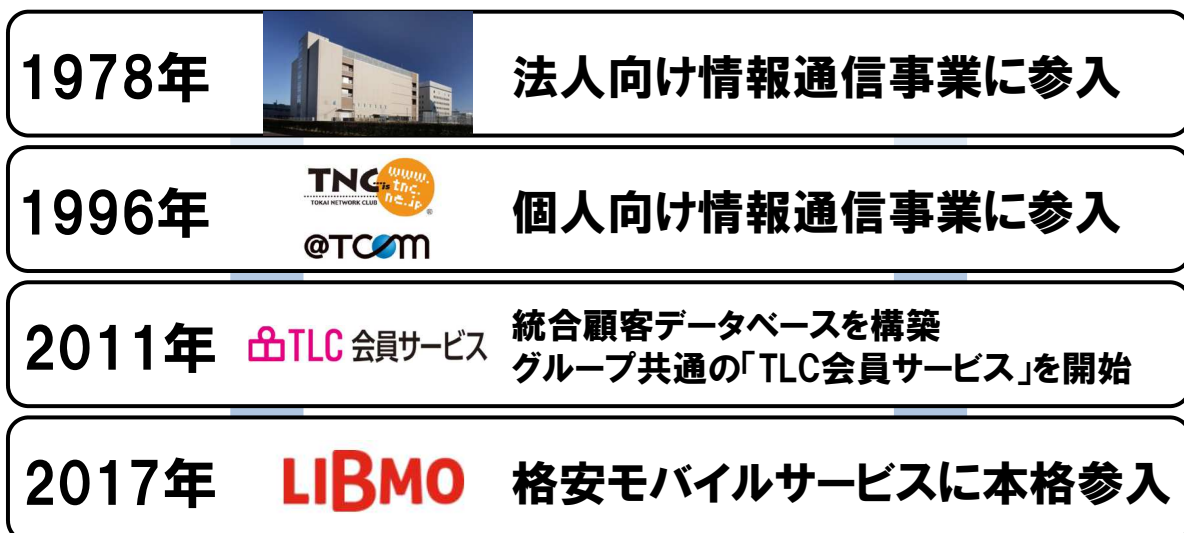 1978年
法人向け情報通信事業に参入
1996年
TNC is www.tnc.ne.jp
TOKAI NETWORK CLUB
®
@TCOM
個人向け情報通信事業に参入
2011年
TLC 会員サービス
統合顧客データベースを構築
グループ共通の「TLC会員サービス」を開始
2017年
LIBMO
格安モバイルサービスに本格参入